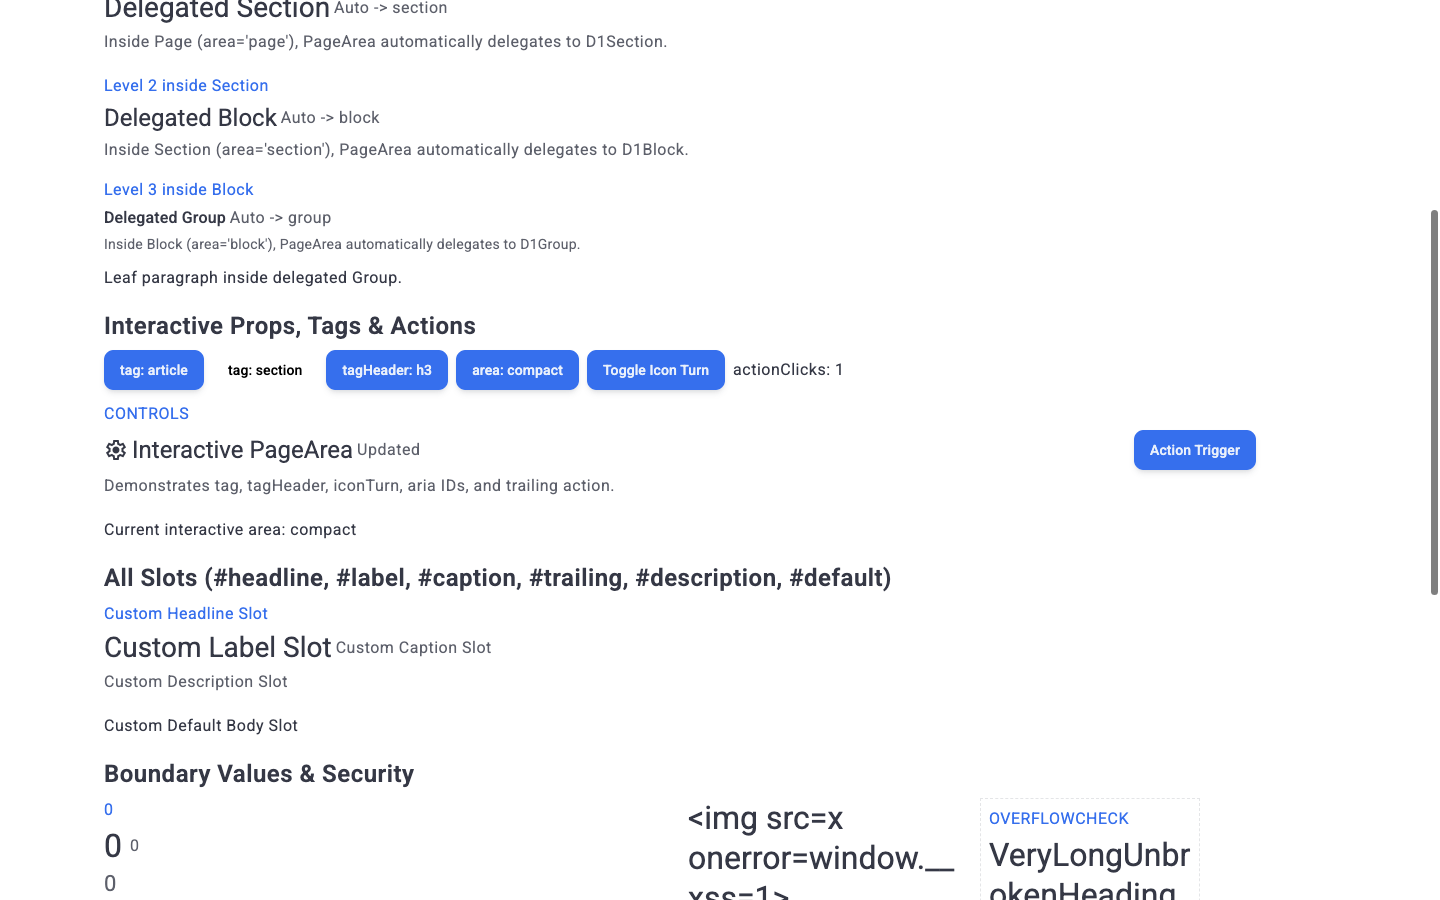 Delegated Section Auto -> section
Inside Page (area='page'), PageArea automatically delegates to D1Section.
Level 2 inside Section
Delegated Block Auto -> block
Inside Section (area='section'), PageArea automatically delegates to D1Block.
Level 3 inside Block
Delegated Group Auto -> group
Inside Block (area='block'), PageArea automatically delegates to D1Group.
Leaf paragraph inside delegated Group.
Interactive Props, Tags & Actions
tag: article tag: section tagHeader: h3 area: compact Toggle Icon Turn actionClicks: 1
CONTROLS
Interactive PageArea Updated Action Trigger
Demonstrates tag, tagHeader, iconTurn, aria IDs, and trailing action.
Current interactive area: compact
All Slots (#headline, #label, #caption, #trailing, #description, #default)
Custom Headline Slot
Custom Label Slot Custom Caption Slot
Custom Description Slot
Custom Default Body Slot
Boundary Values & Security
0
0 0
0
<img src=x
onerror=window.__
xss=1>
OVERFLOWCHECK
VeryLongUnbr
okenHeading